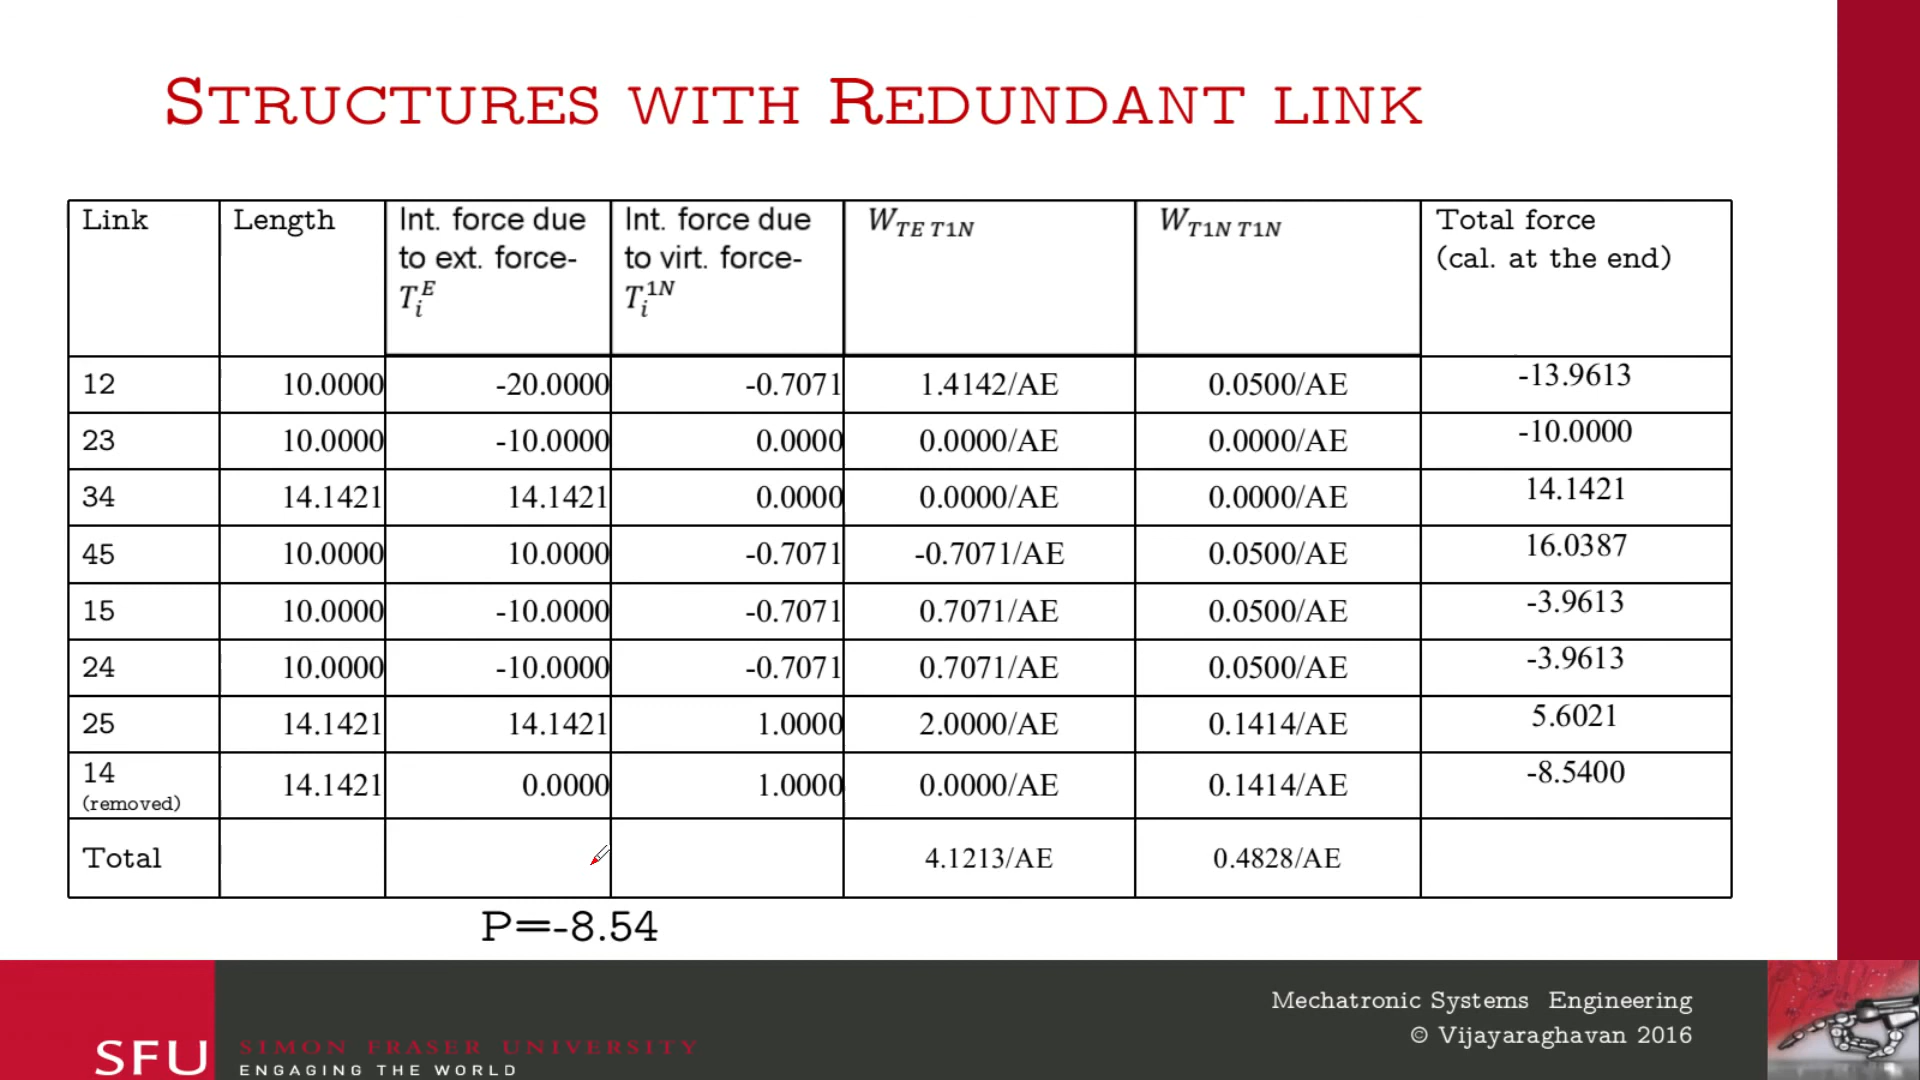 STRUCTURES WITH REDUNDANT LINK
Link Length Int. force due to ext. force- T_i^E Int. force due to virt. force- T_i^1N W_TE T1N W_T1N T1N Total force (cal. at the end)
12 10.0000 -20.0000 -0.7071 1.4142/AE 0.0500/AE -13.9613
23 10.0000 -10.0000 0.0000 0.0000/AE 0.0000/AE -10.0000
34 14.1421 14.1421 0.0000 0.0000/AE 0.0000/AE 14.1421
45 10.0000 10.0000 -0.7071 -0.7071/AE 0.0500/AE 16.0387
15 10.0000 -10.0000 -0.7071 0.7071/AE 0.0500/AE -3.9613
24 10.0000 -10.0000 -0.7071 0.7071/AE 0.0500/AE -3.9613
25 14.1421 14.1421 1.0000 2.0000/AE 0.1414/AE 5.6021
14 (removed) 14.1421 0.0000 1.0000 0.0000/AE 0.1414/AE -8.5400
Total 4.1213/AE 0.4828/AE
P=-8.54
Mechatronic Systems Engineering
© Vijayaraghavan 2016
SFU SIMON FRASER UNIVERSITY
ENGAGING THE WORLD